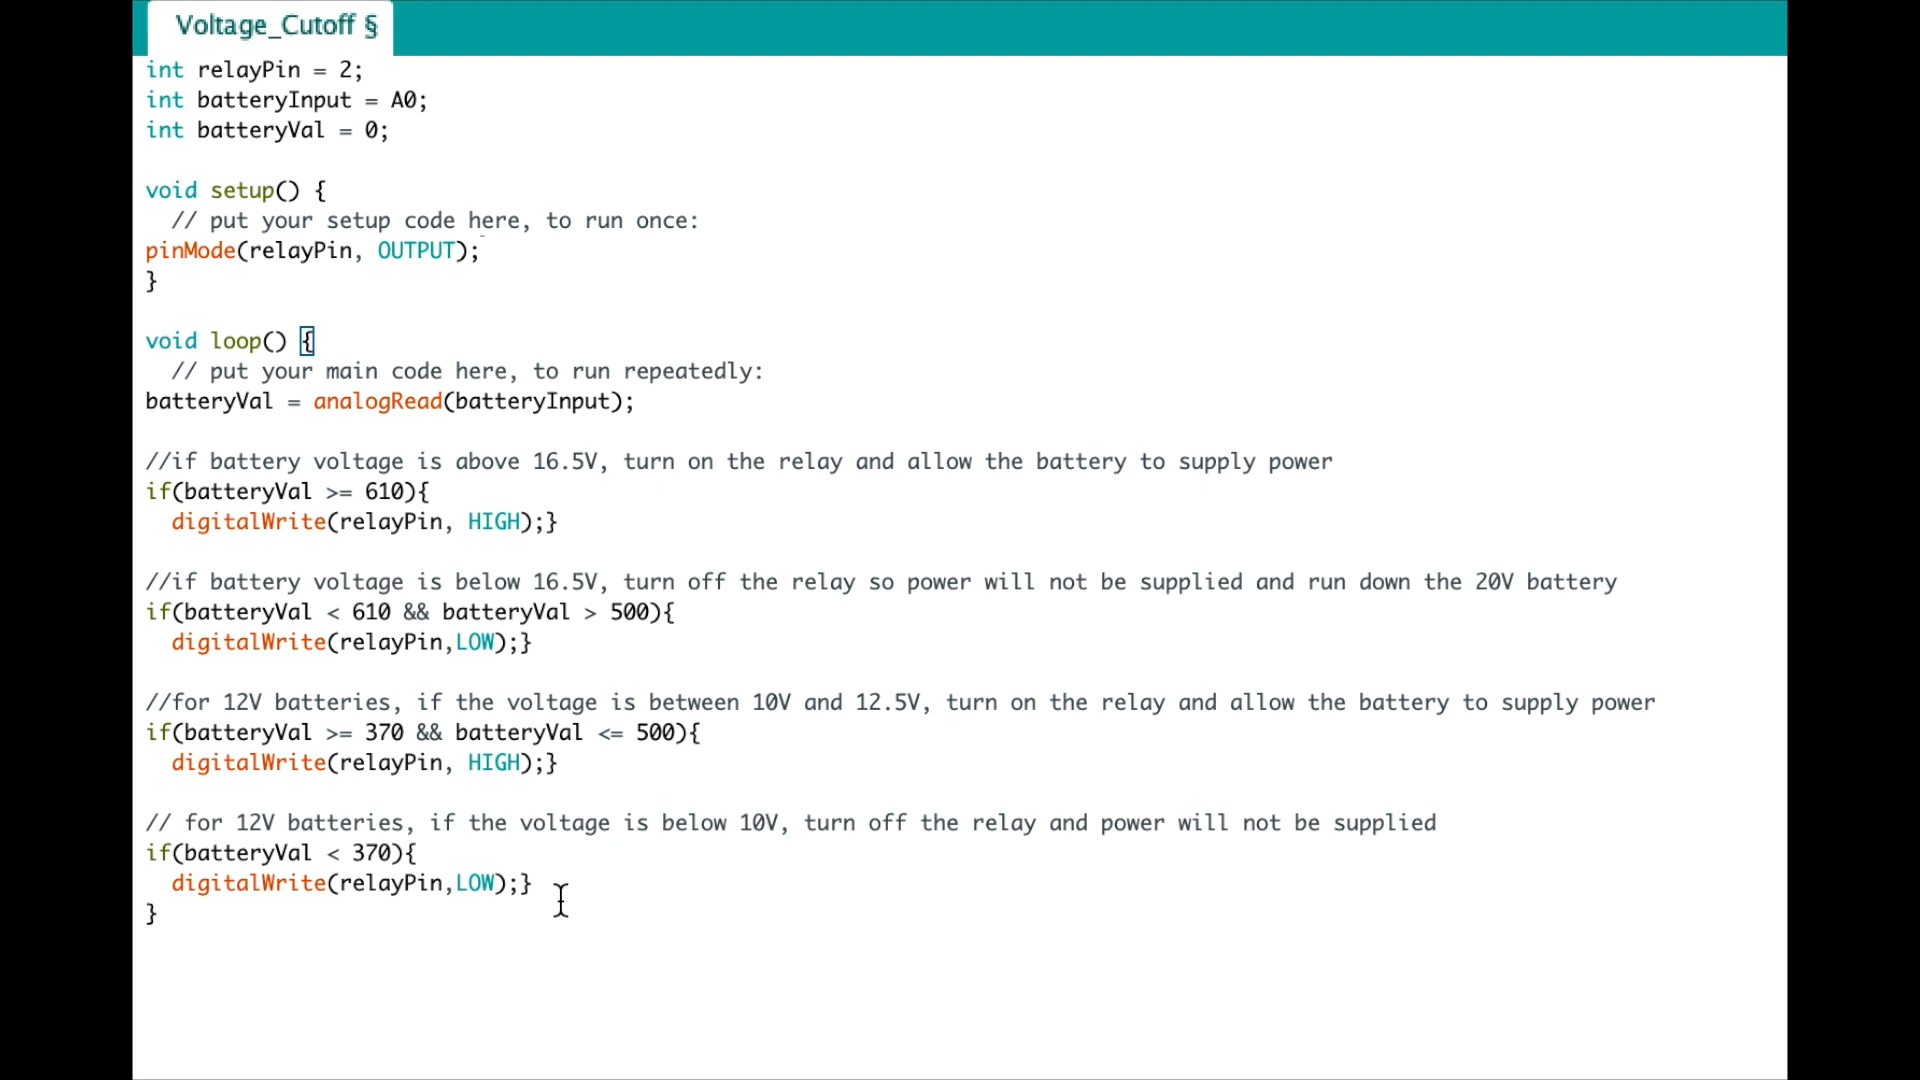 Voltage_Cutoff §
int relayPin = 2;
int batteryInput = A0;
int batteryVal = 0;
void setup() {
// put your setup code here, to run once:
pinMode(relayPin, OUTPUT);
}
void loop() {
// put your main code here, to run repeatedly:
batteryVal = analogRead(batteryInput);
//if battery voltage is above 16.5V, turn on the relay and allow the battery to supply power
if(batteryVal >= 610){
digitalWrite(relayPin, HIGH);}
//if battery voltage is below 16.5V, turn off the relay so power will not be supplied and run down the 20V battery
if(batteryVal < 610 && batteryVal > 500){
digitalWrite(relayPin,LOW);}
//for 12V batteries, if the voltage is between 10V and 12.5V, turn on the relay and allow the battery to supply power
if(batteryVal >= 370 && batteryVal <= 500){
digitalWrite(relayPin, HIGH);}
// for 12V batteries, if the voltage is below 10V, turn off the relay and power will not be supplied
if(batteryVal < 370){
digitalWrite(relayPin,LOW);}
}